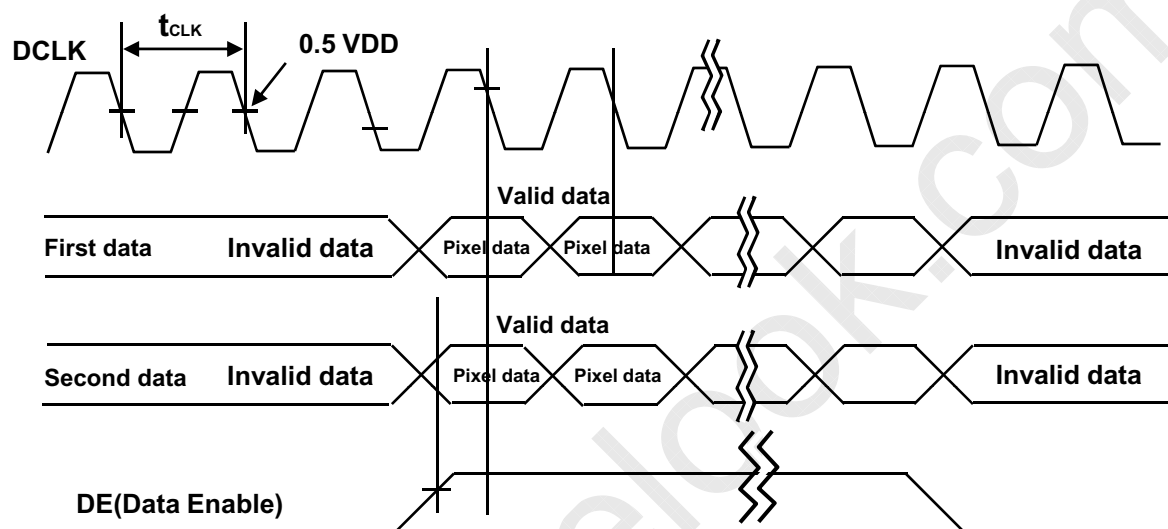 tCLK
DCLK
0.5 VDD
Valid data
First data Invalid data Pixel data Pixel data Invalid data
Valid data
Second data Invalid data Pixel data Pixel data Invalid data
DE(Data Enable)